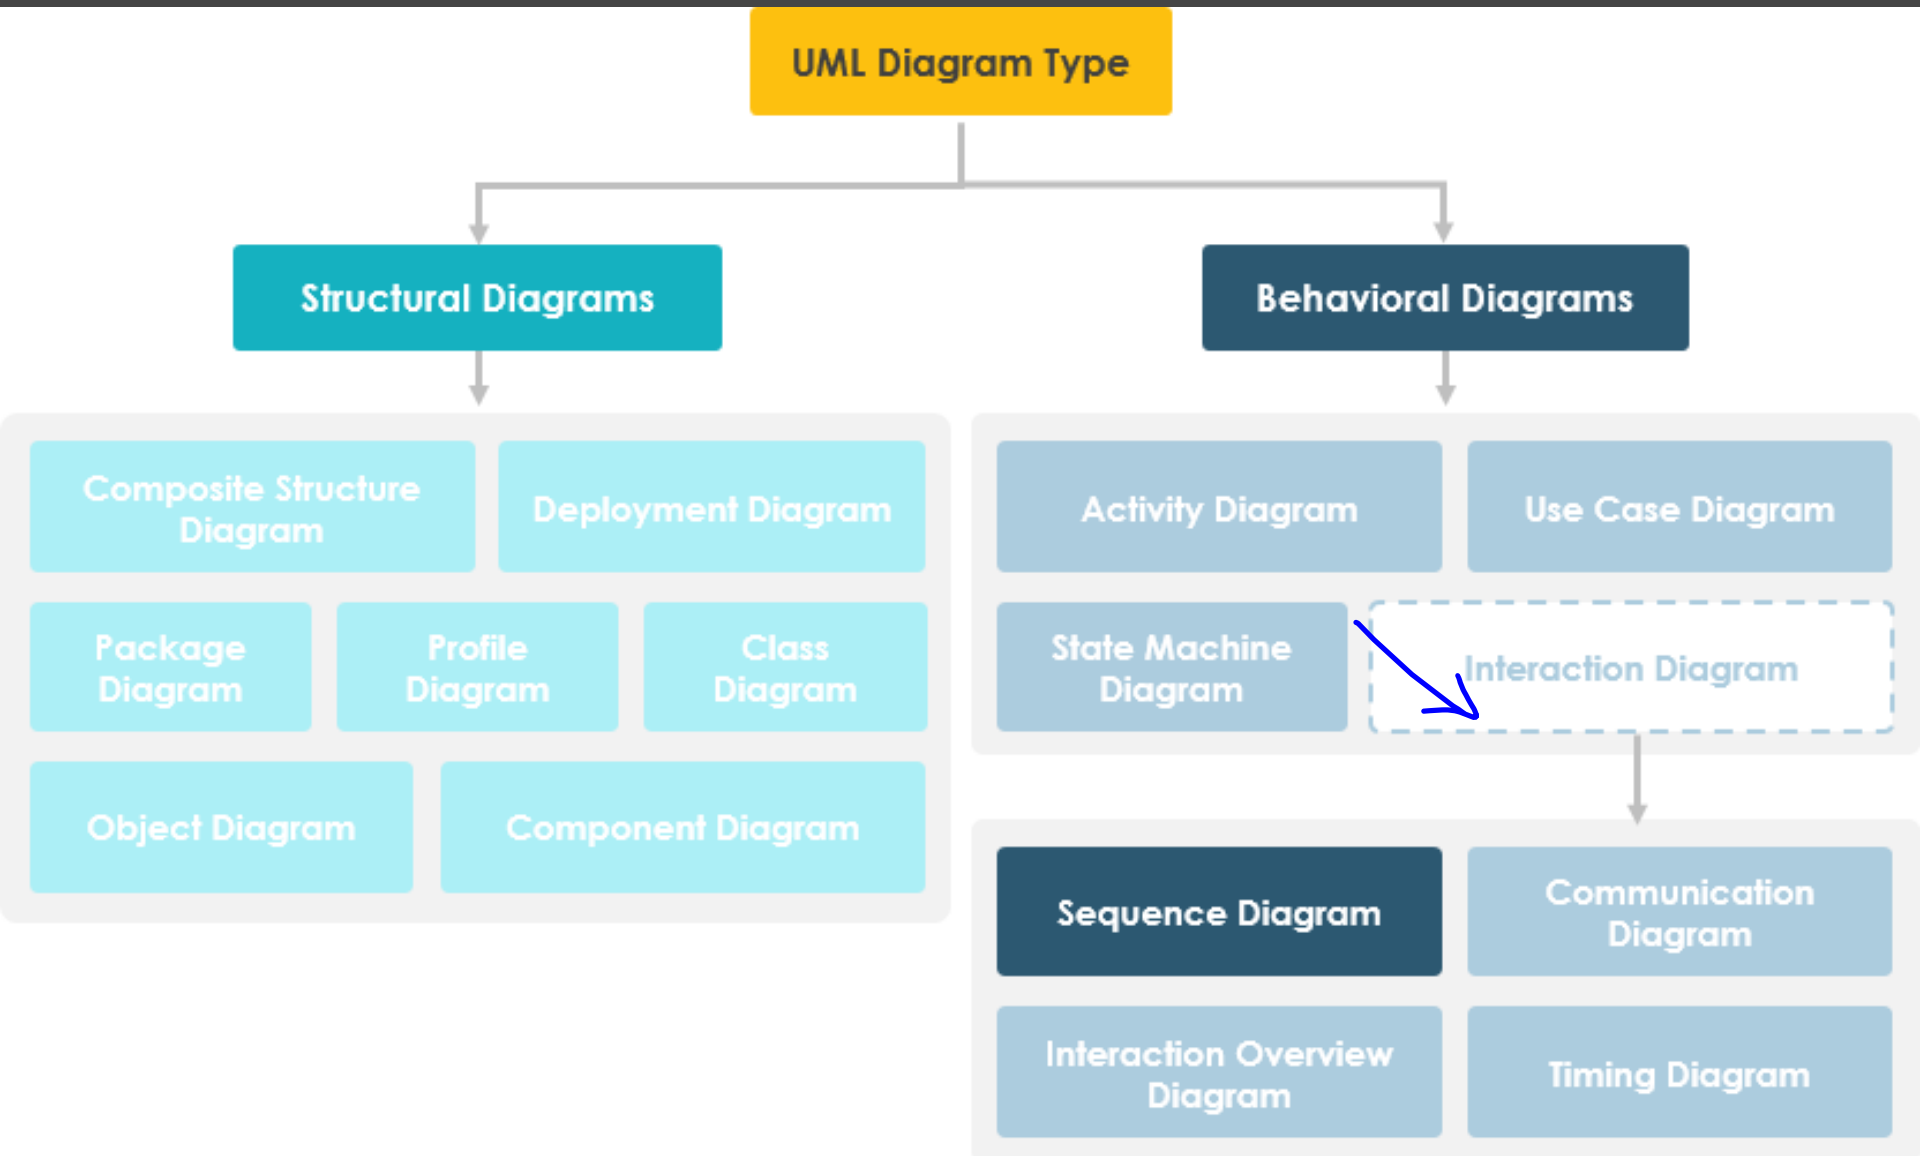 UML Diagram Type
Structural Diagrams
Behavioral Diagrams
Composite Structure
Diagram
Deployment Diagram
Package
Diagram
Profile
Diagram
Class
Diagram
Object Diagram
Component Diagram
Activity Diagram
Use Case Diagram
State Machine
Diagram
Interaction Diagram
Sequence Diagram
Communication
Diagram
Interaction Overview
Diagram
Timing Diagram